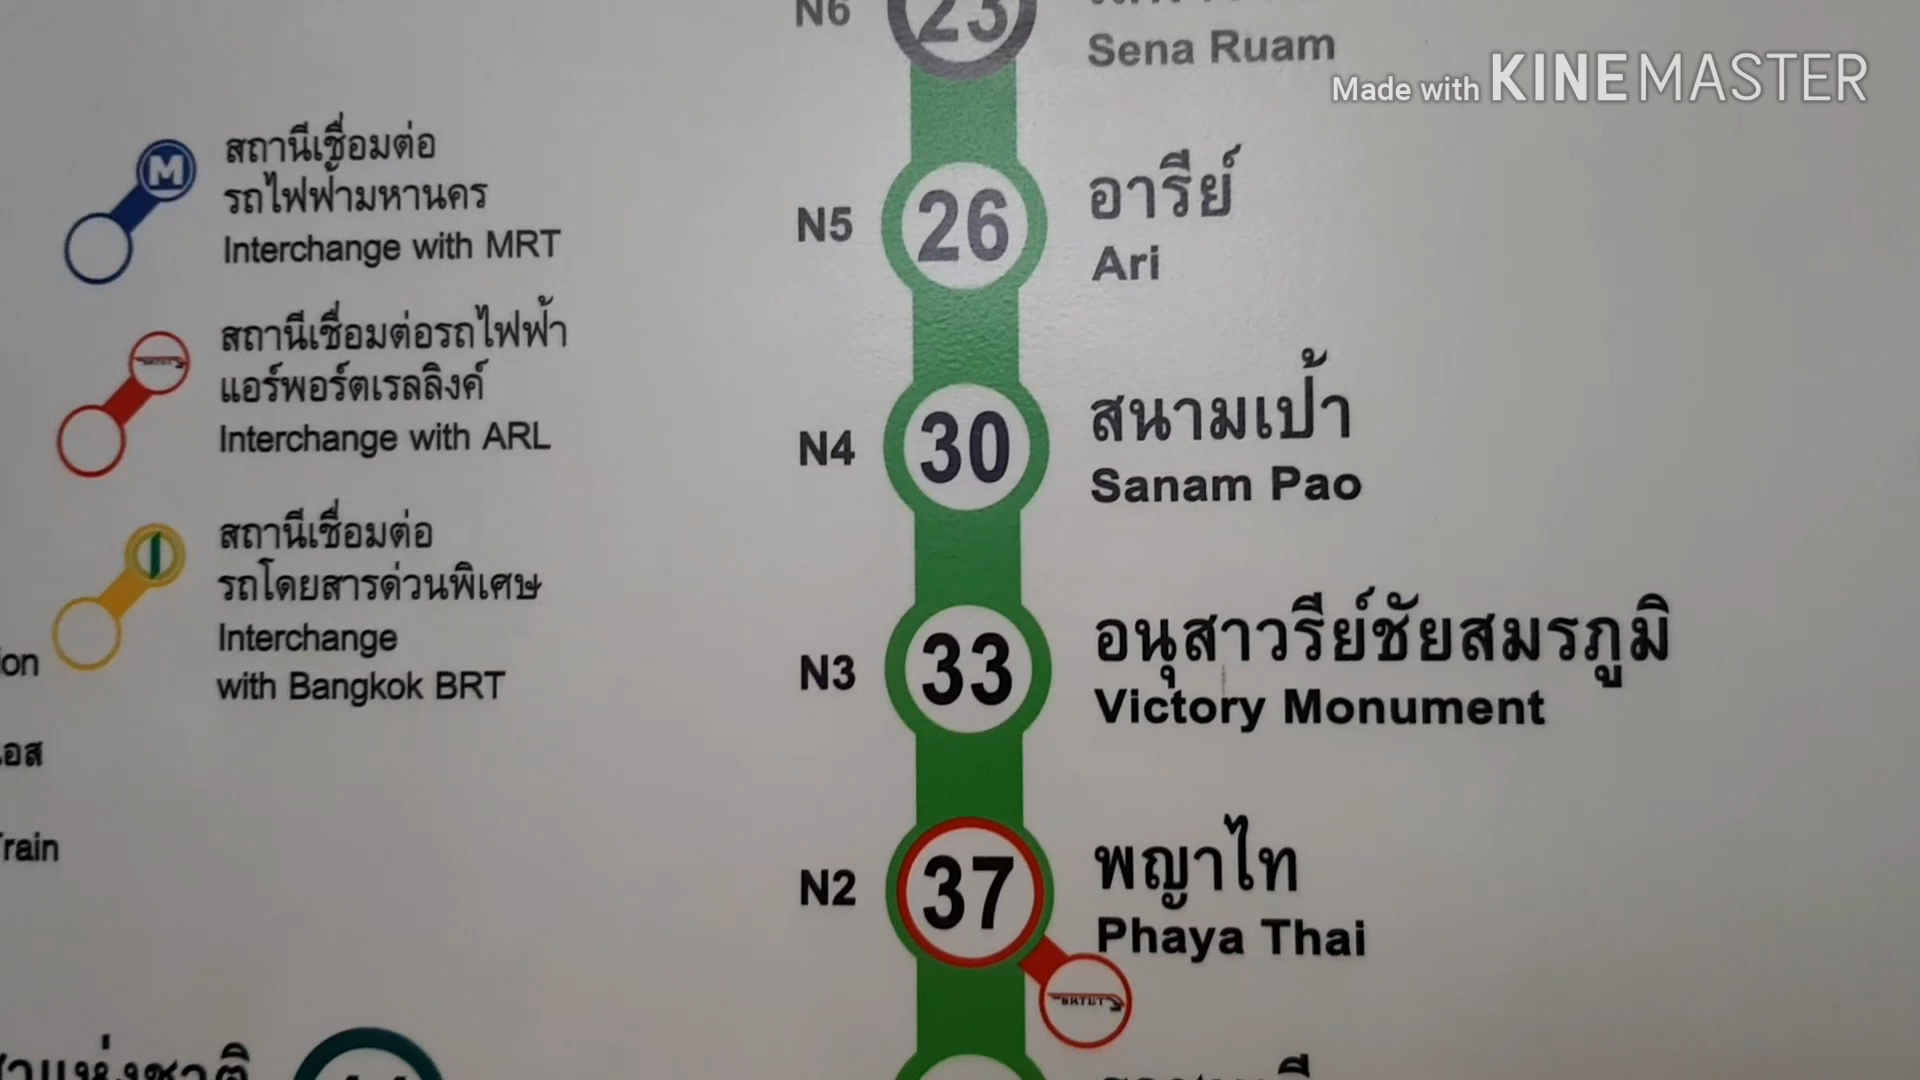 N6 23
Sena Ruam
Made with KINEMASTER
M
สถานีเชื่อมต่อ
รถไฟฟ้ามหานคร
Interchange with MRT
สถานีเชื่อมต่อรถไฟฟ้า
แอร์พอร์ตเรลลิงค์
Interchange with ARL
สถานีเชื่อมต่อ
รถโดยสารด่วนพิเศษ
Interchange
with Bangkok BRT
N5 26 อารีย์
Ari
N4 30 สนามเป้า
Sanam Pao
N3 33 อนุสาวรีย์ชัยสมรภูมิ
Victory Monument
N2 37 พญาไท
Phaya Thai